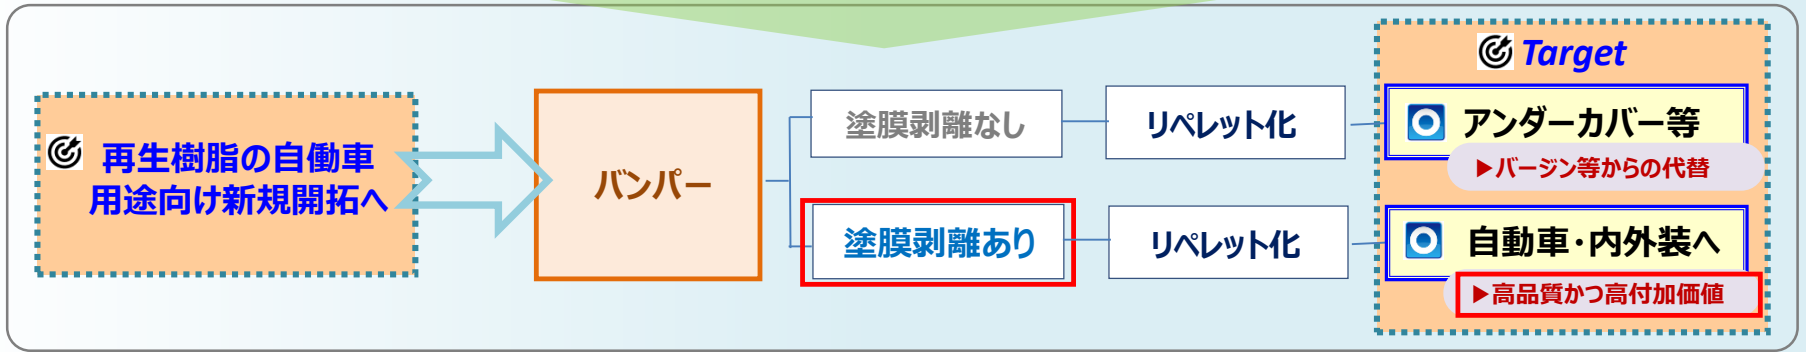 再生樹脂の自働車
用途向け新規開拓へ
バンパー
塗膜剥離なし
リペレット化
塗膜剥離あり
リペレット化
Target
アンダーカバー等
▶バージン等からの代替
自動車・内外装へ
▶高品質かつ高付加価値